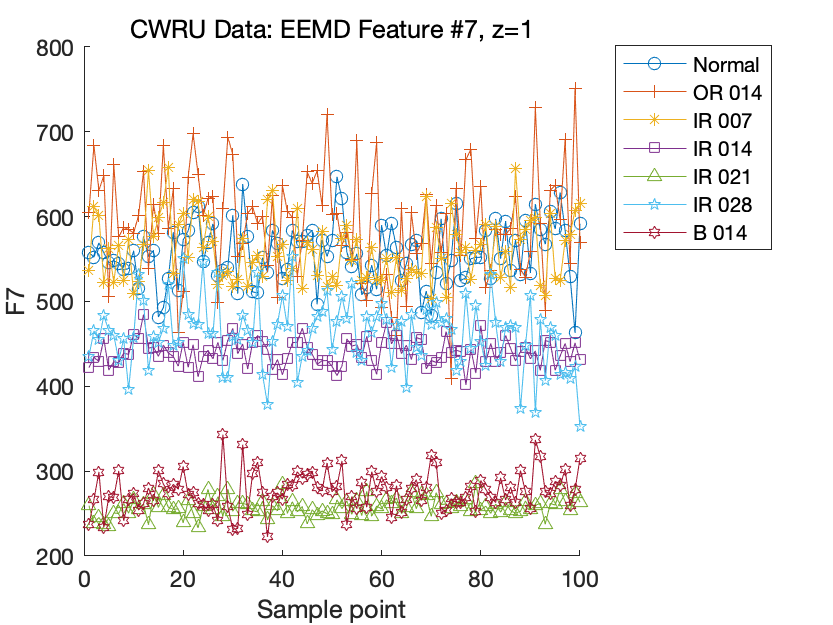 CWRU Data: EEMD Feature #7, z=1
800
700
600
500
400
300
200
F7
0
20
40
60
80
100
Sample point
Normal
OR 014
IR 007
IR 014
IR 021
IR 028
B 014